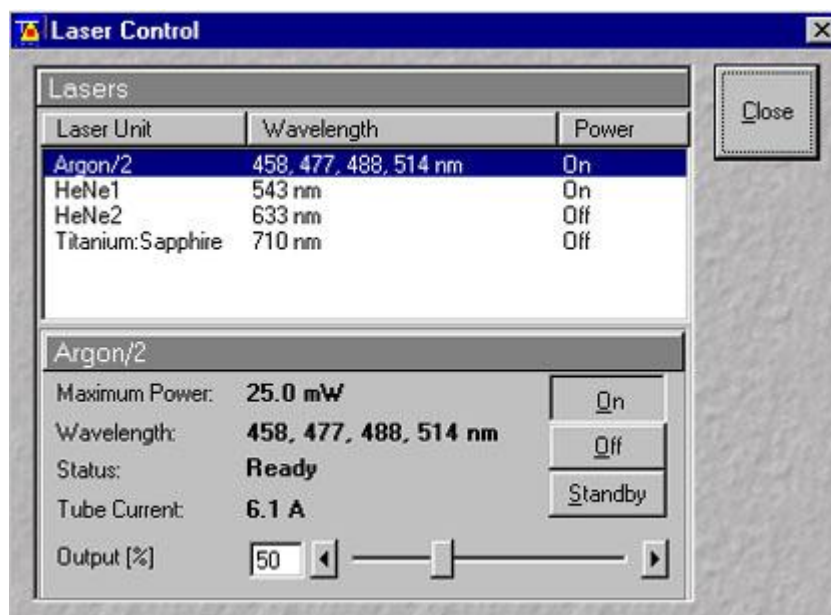 Laser Control
Lasers
Close
Laser Unit Wavelength Power
Argon/2 458, 477, 488, 514 nm On
HeNe1 543 nm On
HeNe2 633 nm Off
Titanium:Sapphire 710 nm Off
Argon/2
Maximum Power: 25.0 mW
On
Wavelength: 458, 477, 488, 514 nm
Off
Status: Ready
Standby
Tube Current: 6.1 A
Output [%] 50